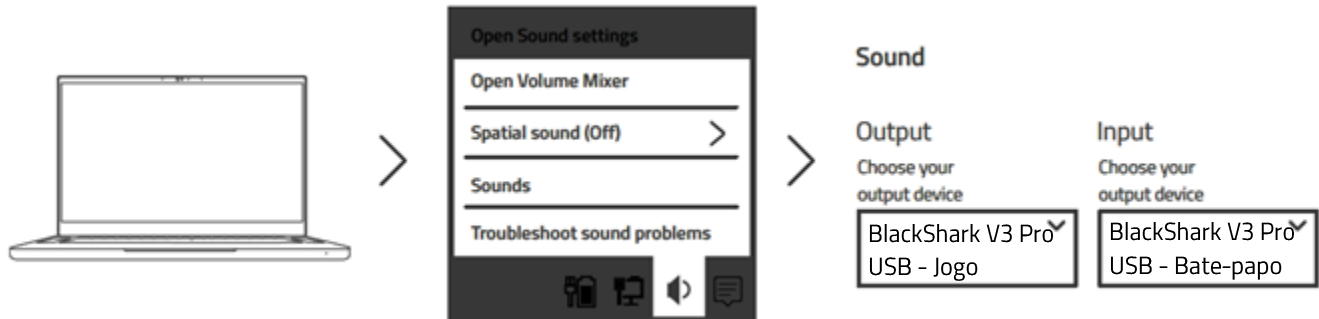 Open Sound settings
Open Volume Mixer
Spatial sound (Off)
Sounds
Troubleshoot sound problems
Sound
Output
Choose your
output device
BlackShark V3 Pro
USB - Jogo
Input
Choose your
output device
BlackShark V3 Pro
USB - Bate-papo